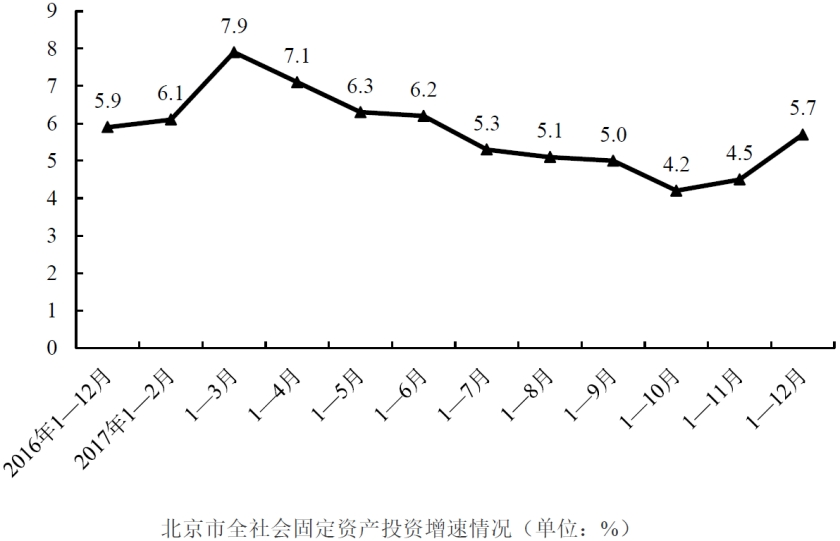 9
8
7
6
5
4
3
2
1
0
5.9
6.1
7.9
7.1
6.3
6.2
5.3
5.1
5.0
4.2
4.5
5.7
2016年1—12月
2017年1—2月
1—3月
1—4月
1—5月
1—6月
1—7月
1—8月
1—9月
1—10月
1—11月
1—12月
北京市全社会固定资产投资增速情况（单位：%）